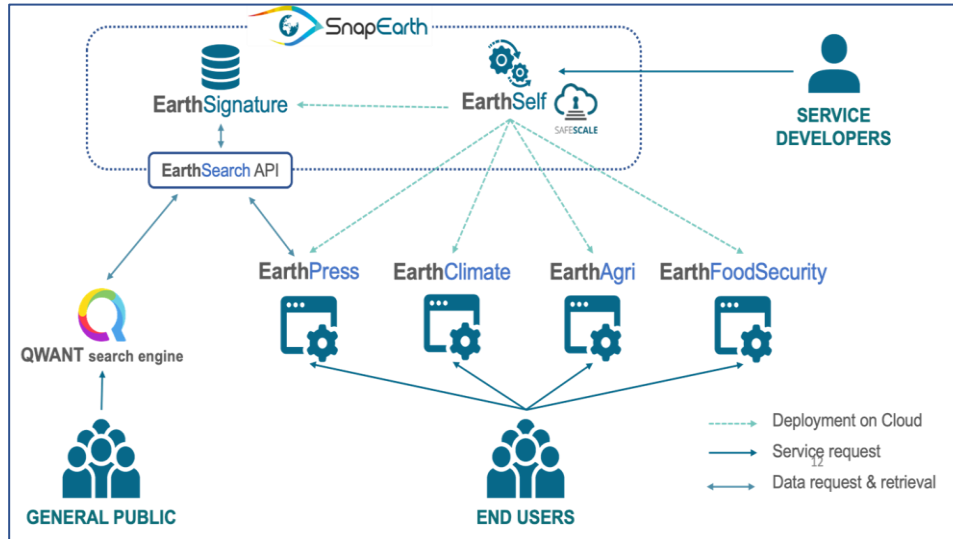 SnapEarth
EarthSignature
EarthSelf
SAFESCALE
SERVICE
DEVELOPERS
EarthSearch API
EarthPress
EarthClimate
EarthAgri
EarthFoodSecurity
QWANT search engine
GENERAL PUBLIC
END USERS
Deployment on Cloud
Service request
12
Data request & retrieval